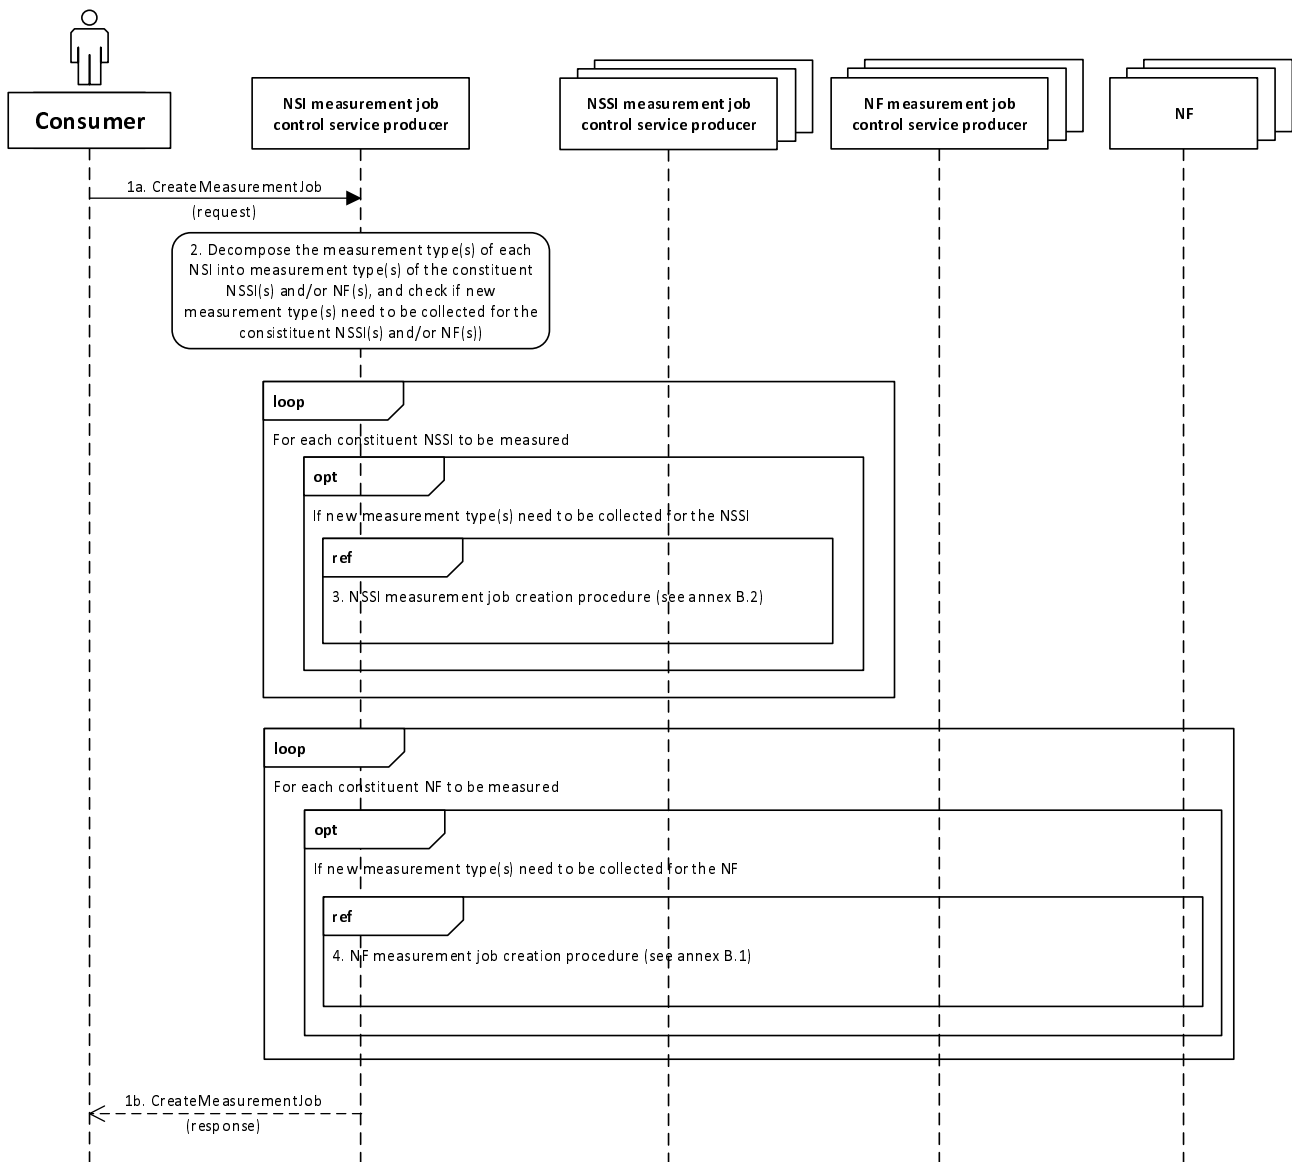 Consumer
NSI measurement job
control service producer
NSSI measurement job
control service producer
NF measurement job
control service producer
NF
1a. CreateMeasurementJob
(request)
2. Decompose the measurement type(s) of each
NSI into measurement type(s) of the constituent
NSSI(s) and/or NF(s), and check if new
measurement type(s) need to be collected for the
consistituent NSSI(s) and/or NF(s))
loop
For each constituent NSSI to be measured
opt
If new measurement type(s) need to be collected for the NSSI
ref
3. NSSI measurement job creation procedure (see annex B.2)
loop
For each constituent NF to be measured
opt
If new measurement type(s) need to be collected for the NF
ref
4. NF measurement job creation procedure (see annex B.1)
1b. CreateMeasurementJob
(response)